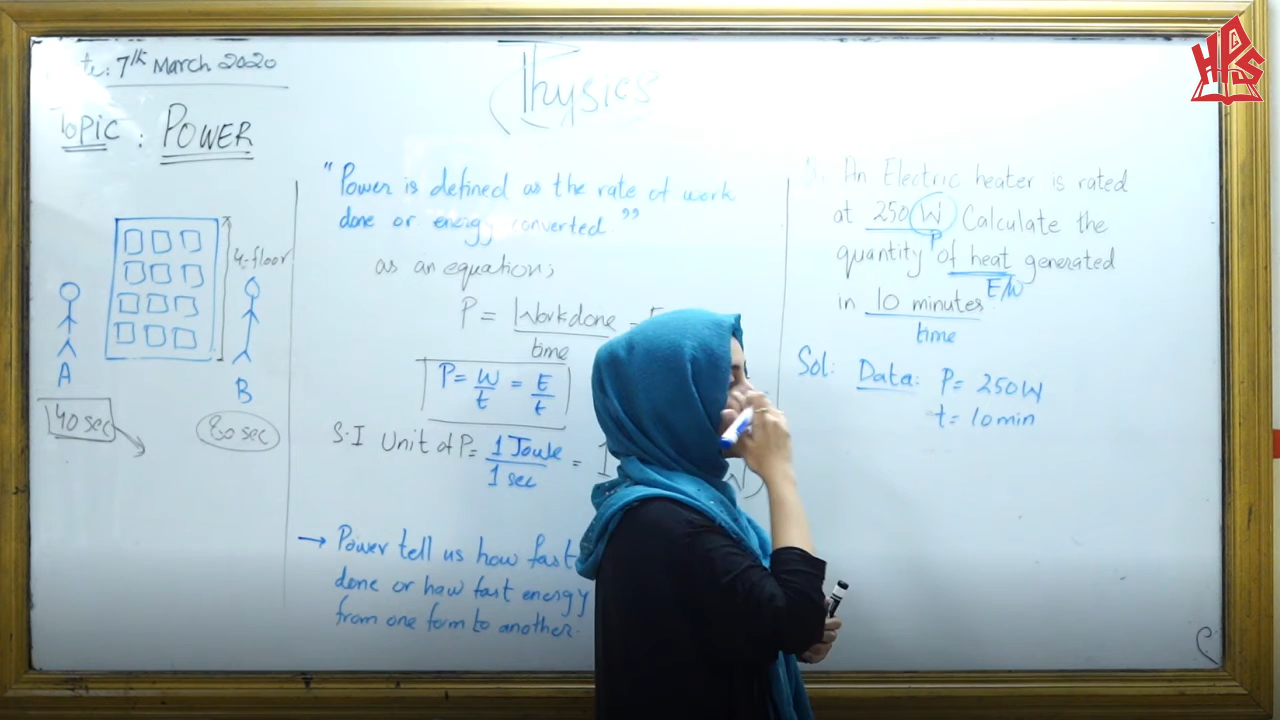 7th March 2020
Physics
Topic : POWER
4-floor
A
B
40 sec
80 sec
"Power is defined as the rate of work
done or energy converted."
as an equation;
P = Workdone
time
P = W/t = E/t
S.I Unit of P = 1 Joule / 1 sec = 1
→ Power tell us how fast
done or how fast energy
from one form to another.
An Electric heater is rated
at 250 W Calculate the
P
quantity of heat generated
E/W
in 10 minutes
time
Sol: Data: P = 250W
t = 10min
HPS